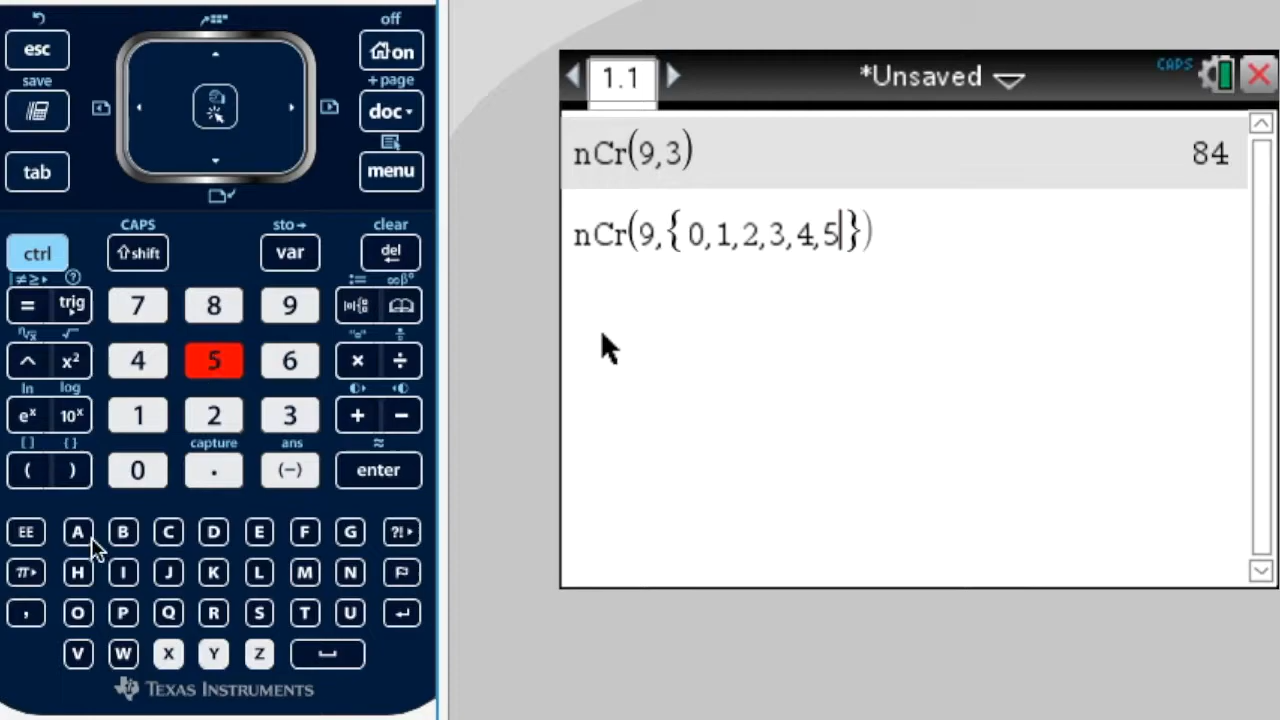 off
esc
on
save
+ page
doc
tab
menu
CAPS
sto→
clear
ctrl
⇧shift
var
del
=
trig
7
8
9
^
x²
4
5
6
×
÷
ln
log
eˣ
10ˣ
1
2
3
+
−
[ ]
{ }
capture
ans
≈
(
)
0
.
(−)
enter
EE
A
B
C
D
E
F
G
?!▸
π▸
H
I
J
K
L
M
N
,
O
P
Q
R
S
T
U
↵
V
W
X
Y
Z
TEXAS INSTRUMENTS
1.1
*Unsaved
CAPS
nCr(9,3)
84
nCr(9,{0,1,2,3,4,5})